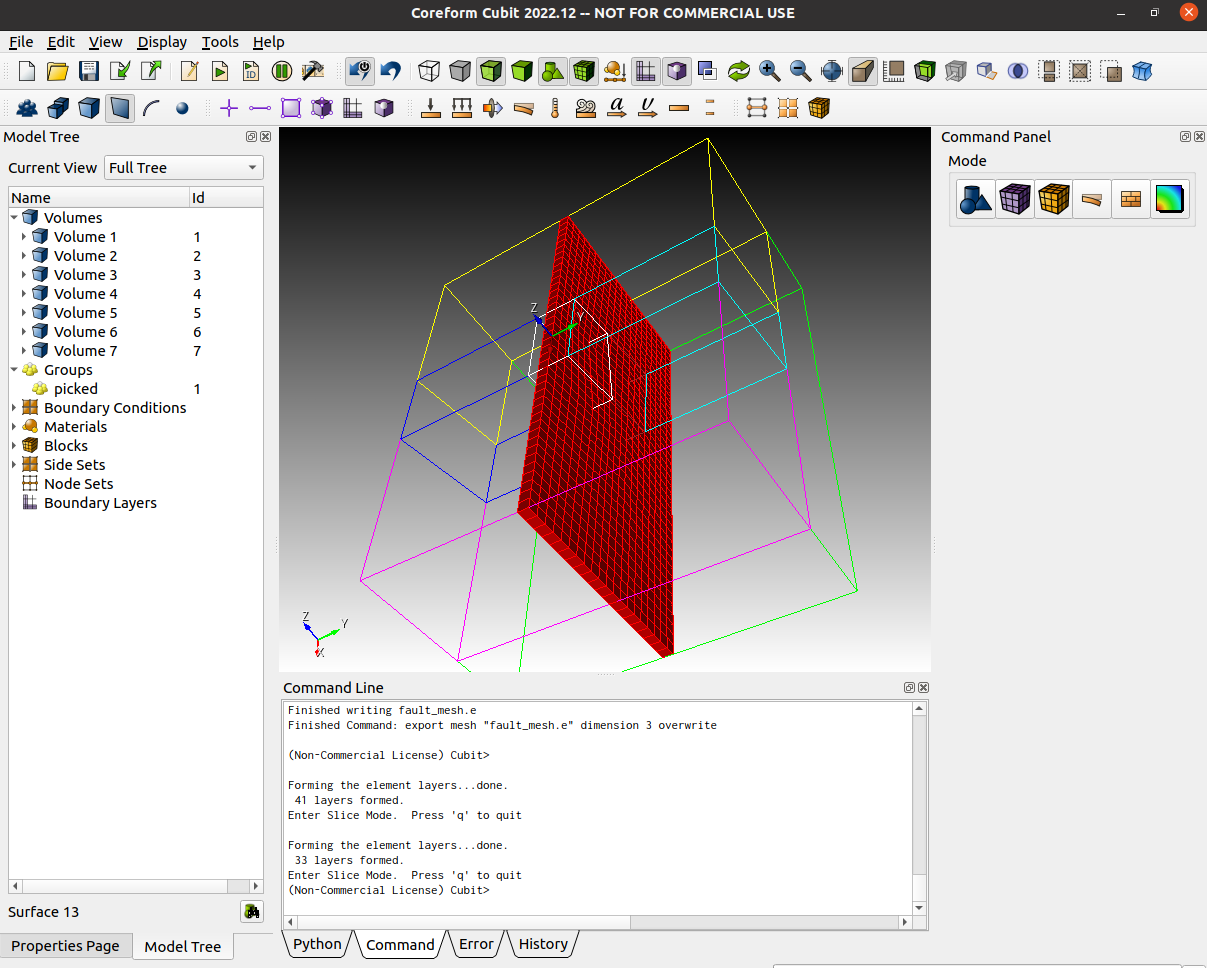 Coreform Cubit 2022.12 -- NOT FOR COMMERCIAL USE
File Edit View Display Tools Help
ID
Model Tree
Current View Full Tree
Name Id
Volumes
Volume 1 1
Volume 2 2
Volume 3 3
Volume 4 4
Volume 5 5
Volume 6 6
Volume 7 7
Groups
picked 1
Boundary Conditions
Materials
Blocks
Side Sets
Node Sets
Boundary Layers
Surface 13
Properties Page Model Tree
Z
Y
Z
Y
X
Command Line
Finished writing fault_mesh.e
Finished Command: export mesh "fault_mesh.e" dimension 3 overwrite
(Non-Commercial License) Cubit>
Forming the element layers...done.
41 layers formed.
Enter Slice Mode.  Press 'q' to quit
Forming the element layers...done.
33 layers formed.
Enter Slice Mode.  Press 'q' to quit
(Non-Commercial License) Cubit>
Python Command Error History
Command Panel
Mode